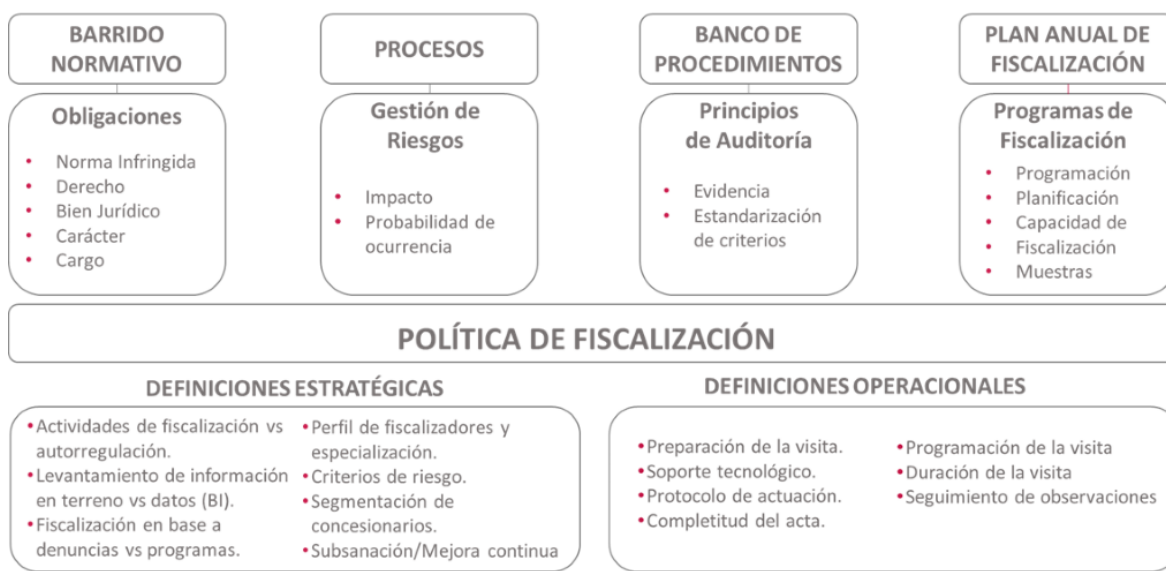 BARRIDO
NORMATIVO
Obligaciones
• Norma Infringida
• Derecho
• Bien Jurídico
• Carácter
• Cargo
PROCESOS
Gestión de
Riesgos
• Impacto
• Probabilidad de
ocurrencia
BANCO DE
PROCEDIMIENTOS
Principios
de Auditoría
• Evidencia
• Estandarización
de criterios
PLAN ANUAL DE
FISCALIZACIÓN
Programas de
Fiscalización
• Programación
• Planificación
• Capacidad de
• Fiscalización
• Muestras
POLÍTICA DE FISCALIZACIÓN
DEFINICIONES ESTRATÉGICAS
• Actividades de fiscalización vs
autorregulación.
• Levantamiento de información
en terreno vs datos (BI).
• Fiscalización en base a
denuncias vs programas.
• Perfil de fiscalizadores y
especialización.
• Criterios de riesgo.
• Segmentación de
concesionarios.
• Subsanación/Mejora continua
DEFINICIONES OPERACIONALES
• Preparación de la visita.
• Soporte tecnológico.
• Protocolo de actuación.
• Completitud del acta.
• Programación de la visita
• Duración de la visita
• Seguimiento de observaciones